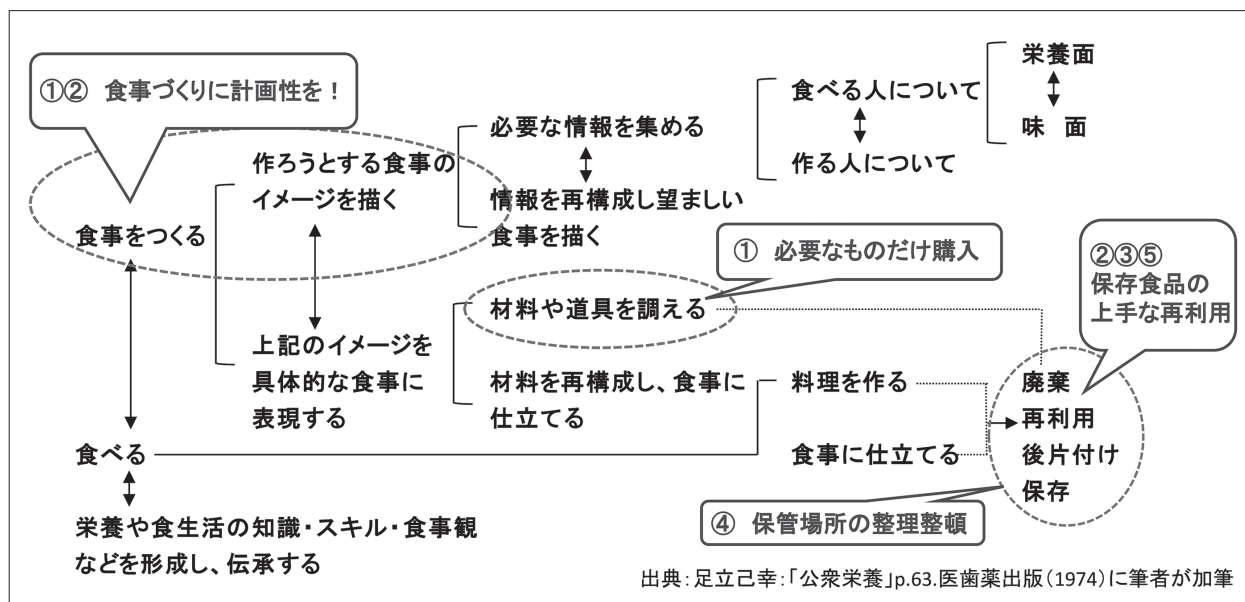 ①② 食事づくりに計画性を！
食事をつくる
作ろうとする食事の
イメージを描く
必要な情報を集める
情報を再構成し望ましい
食事を描く
食べる人について
作る人について
栄養面
味 面
① 必要なものだけ購入
②③⑤
保存食品の
上手な再利用
上記のイメージを
具体的な食事に
表現する
材料や道具を調える
材料を再構成し、食事に
仕立てる
料理を作る
食事に仕立てる
廃棄
再利用
後片付け
保存
食べる
④ 保管場所の整理整頓
栄養や食生活の知識・スキル・食事観
などを形成し、伝承する
出典：足立己幸：「公衆栄養」p.63.医歯薬出版（1974）に筆者が加筆